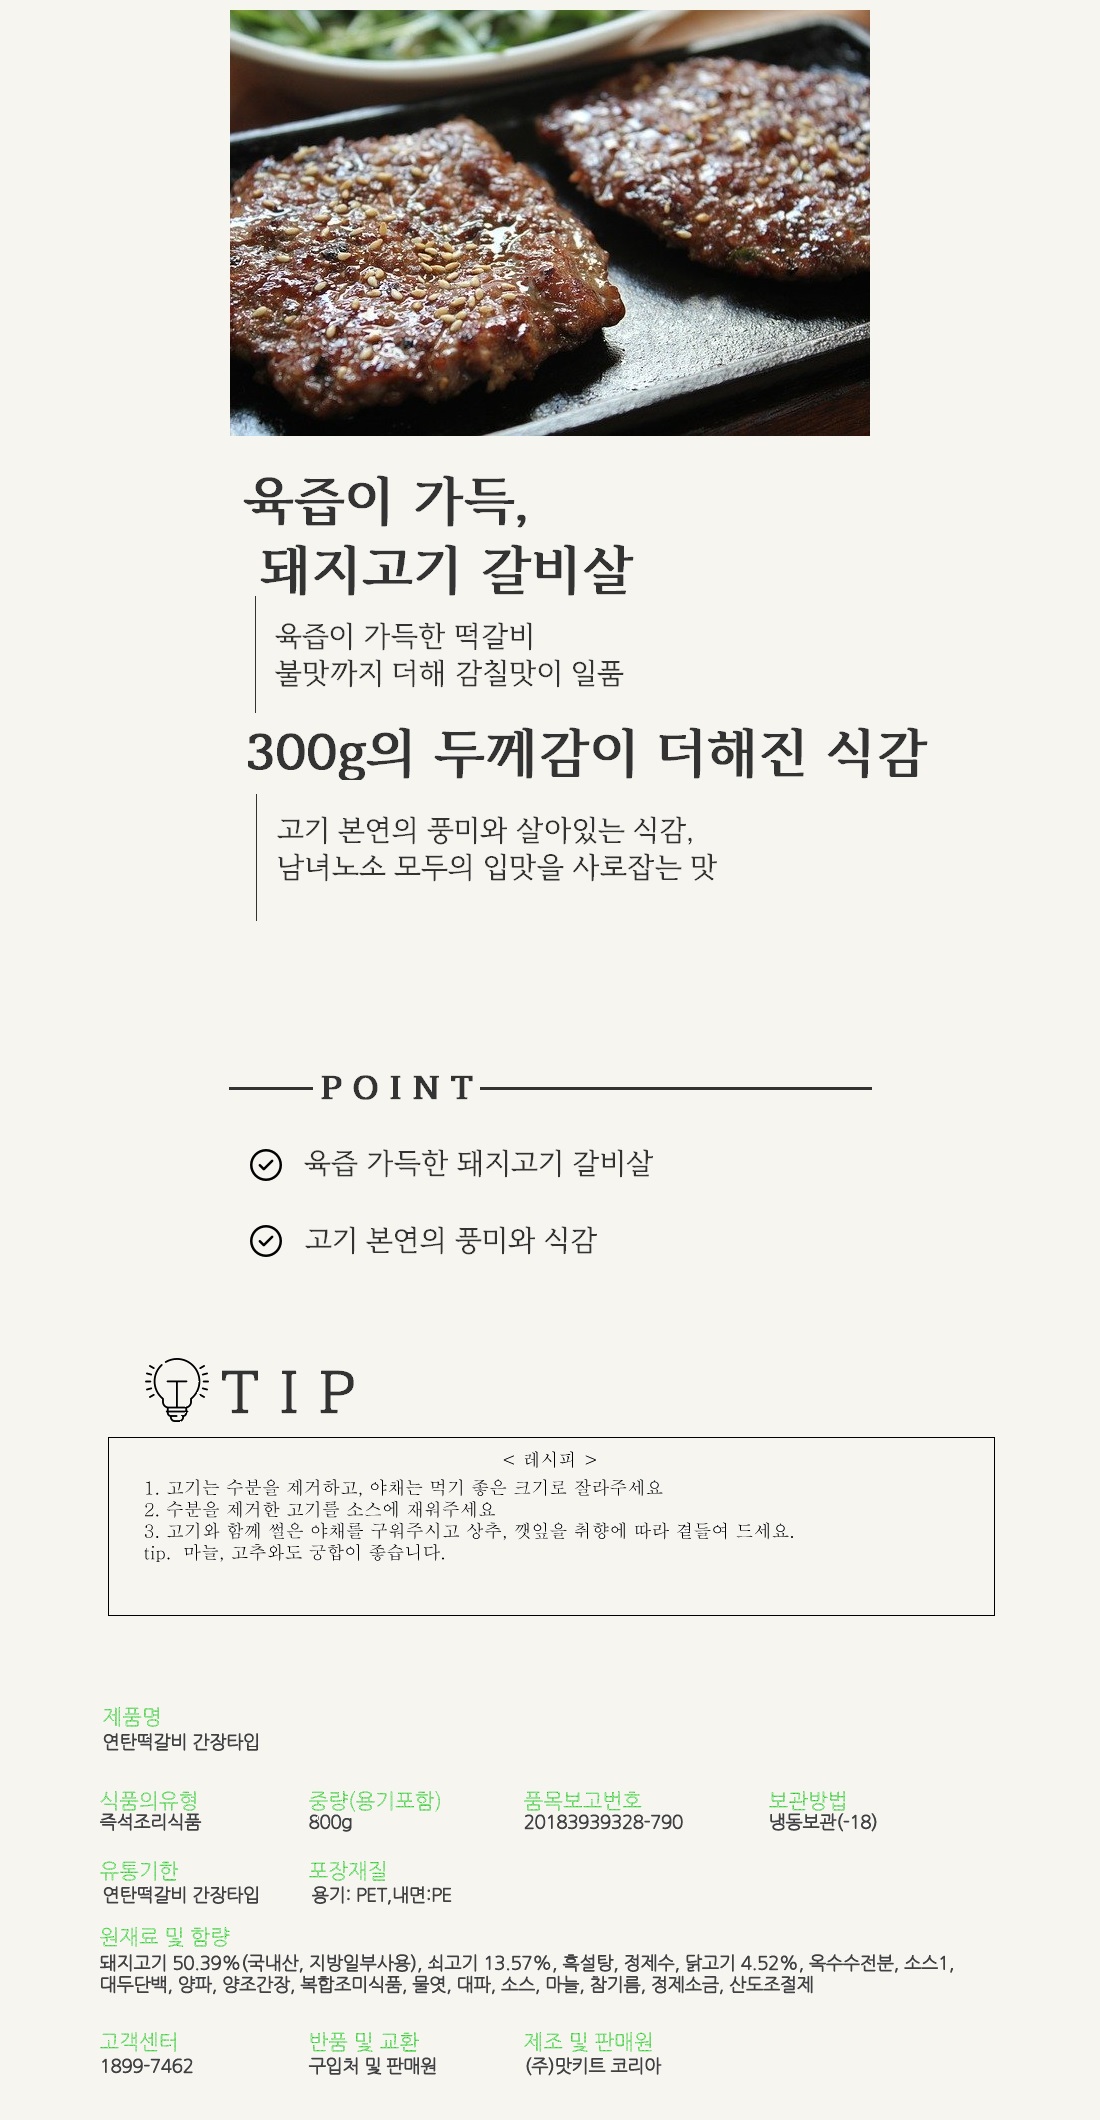 육즙이 가득,
돼지고기 갈비살
육즙이 가득한 떡갈비
불맛까지 더해 감칠맛이 일품
300g의 두께감이 더해진 식감
고기 본연의 풍미와 살아있는 식감,
남녀노소 모두의 입맛을 사로잡는 맛
POINT
육즙 가득한 돼지고기 갈비살
고기 본연의 풍미와 식감
TIP
< 레시피 >
1. 고기는 수분을 제거하고, 야채는 먹기 좋은 크기로 잘라주세요
2. 수분을 제거한 고기를 소스에 재워주세요
3. 고기와 함께 썰은 야채를 구워주시고 상추, 깻잎을 취향에 따라 곁들여 드세요.
tip. 마늘, 고추와도 궁합이 좋습니다.
제품명
연탄떡갈비 간장타입
식품의유형 중량(용기포함) 품목보고번호 보관방법
즉석조리식품 800g 20183939328-790 냉동보관(-18)
유통기한 포장재질
연탄떡갈비 간장타입 용기: PET,내면:PE
원재료 및 함량
돼지고기 50.39%(국내산, 지방일부사용), 쇠고기 13.57%, 흑설탕, 정제수, 닭고기 4.52%, 옥수수전분, 소스1,
대두단백, 양파, 양조간장, 복합조미식품, 물엿, 대파, 소스, 마늘, 참기름, 정제소금, 산도조절제
고객센터 반품 및 교환 제조 및 판매원
1899-7462 구입처 및 판매원 (주)맛키트 코리아